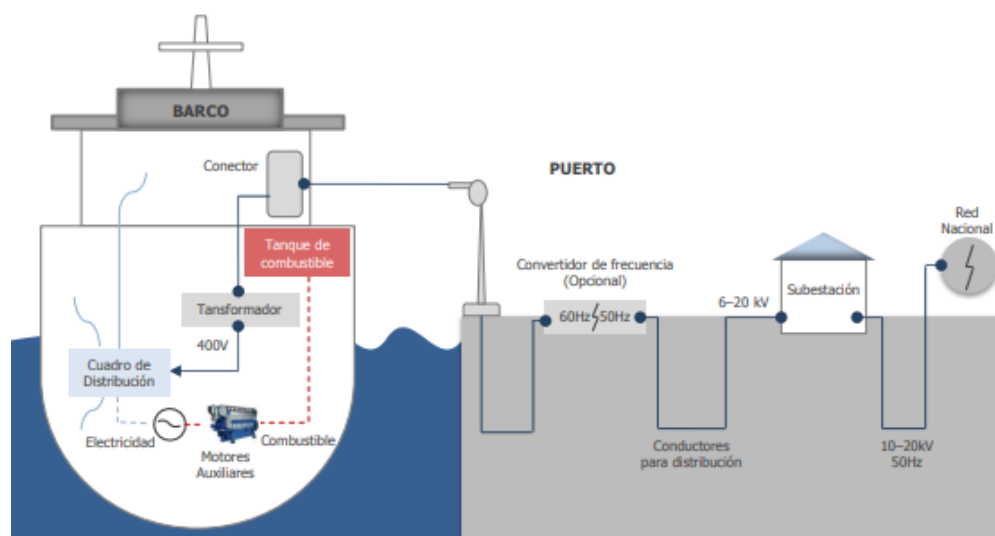 BARCO
Conector
PUERTO
Tanque de
combustible
Red
Nacional
Convertidor de frecuencia
(Opcional)
Subestación
6–20 kV
Tansformador
60Hz 50Hz
400V
Cuadro de
Distribución
Electricidad
Combustible
Motores
Auxiliares
Conductores
para distribución
10–20kV
50Hz